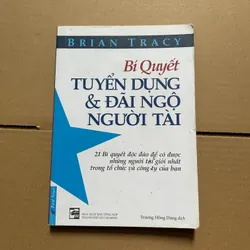 BRIAN TRACY
Bí Quyết
TUYỂN DỤNG
& ĐÃI NGỘ
NGƯỜI TÀI
21 Bí quyết độc đáo để có được
những người tài giỏi nhất
trong tổ chức và công ty của bạn
Trương Hồng Dũng dịch